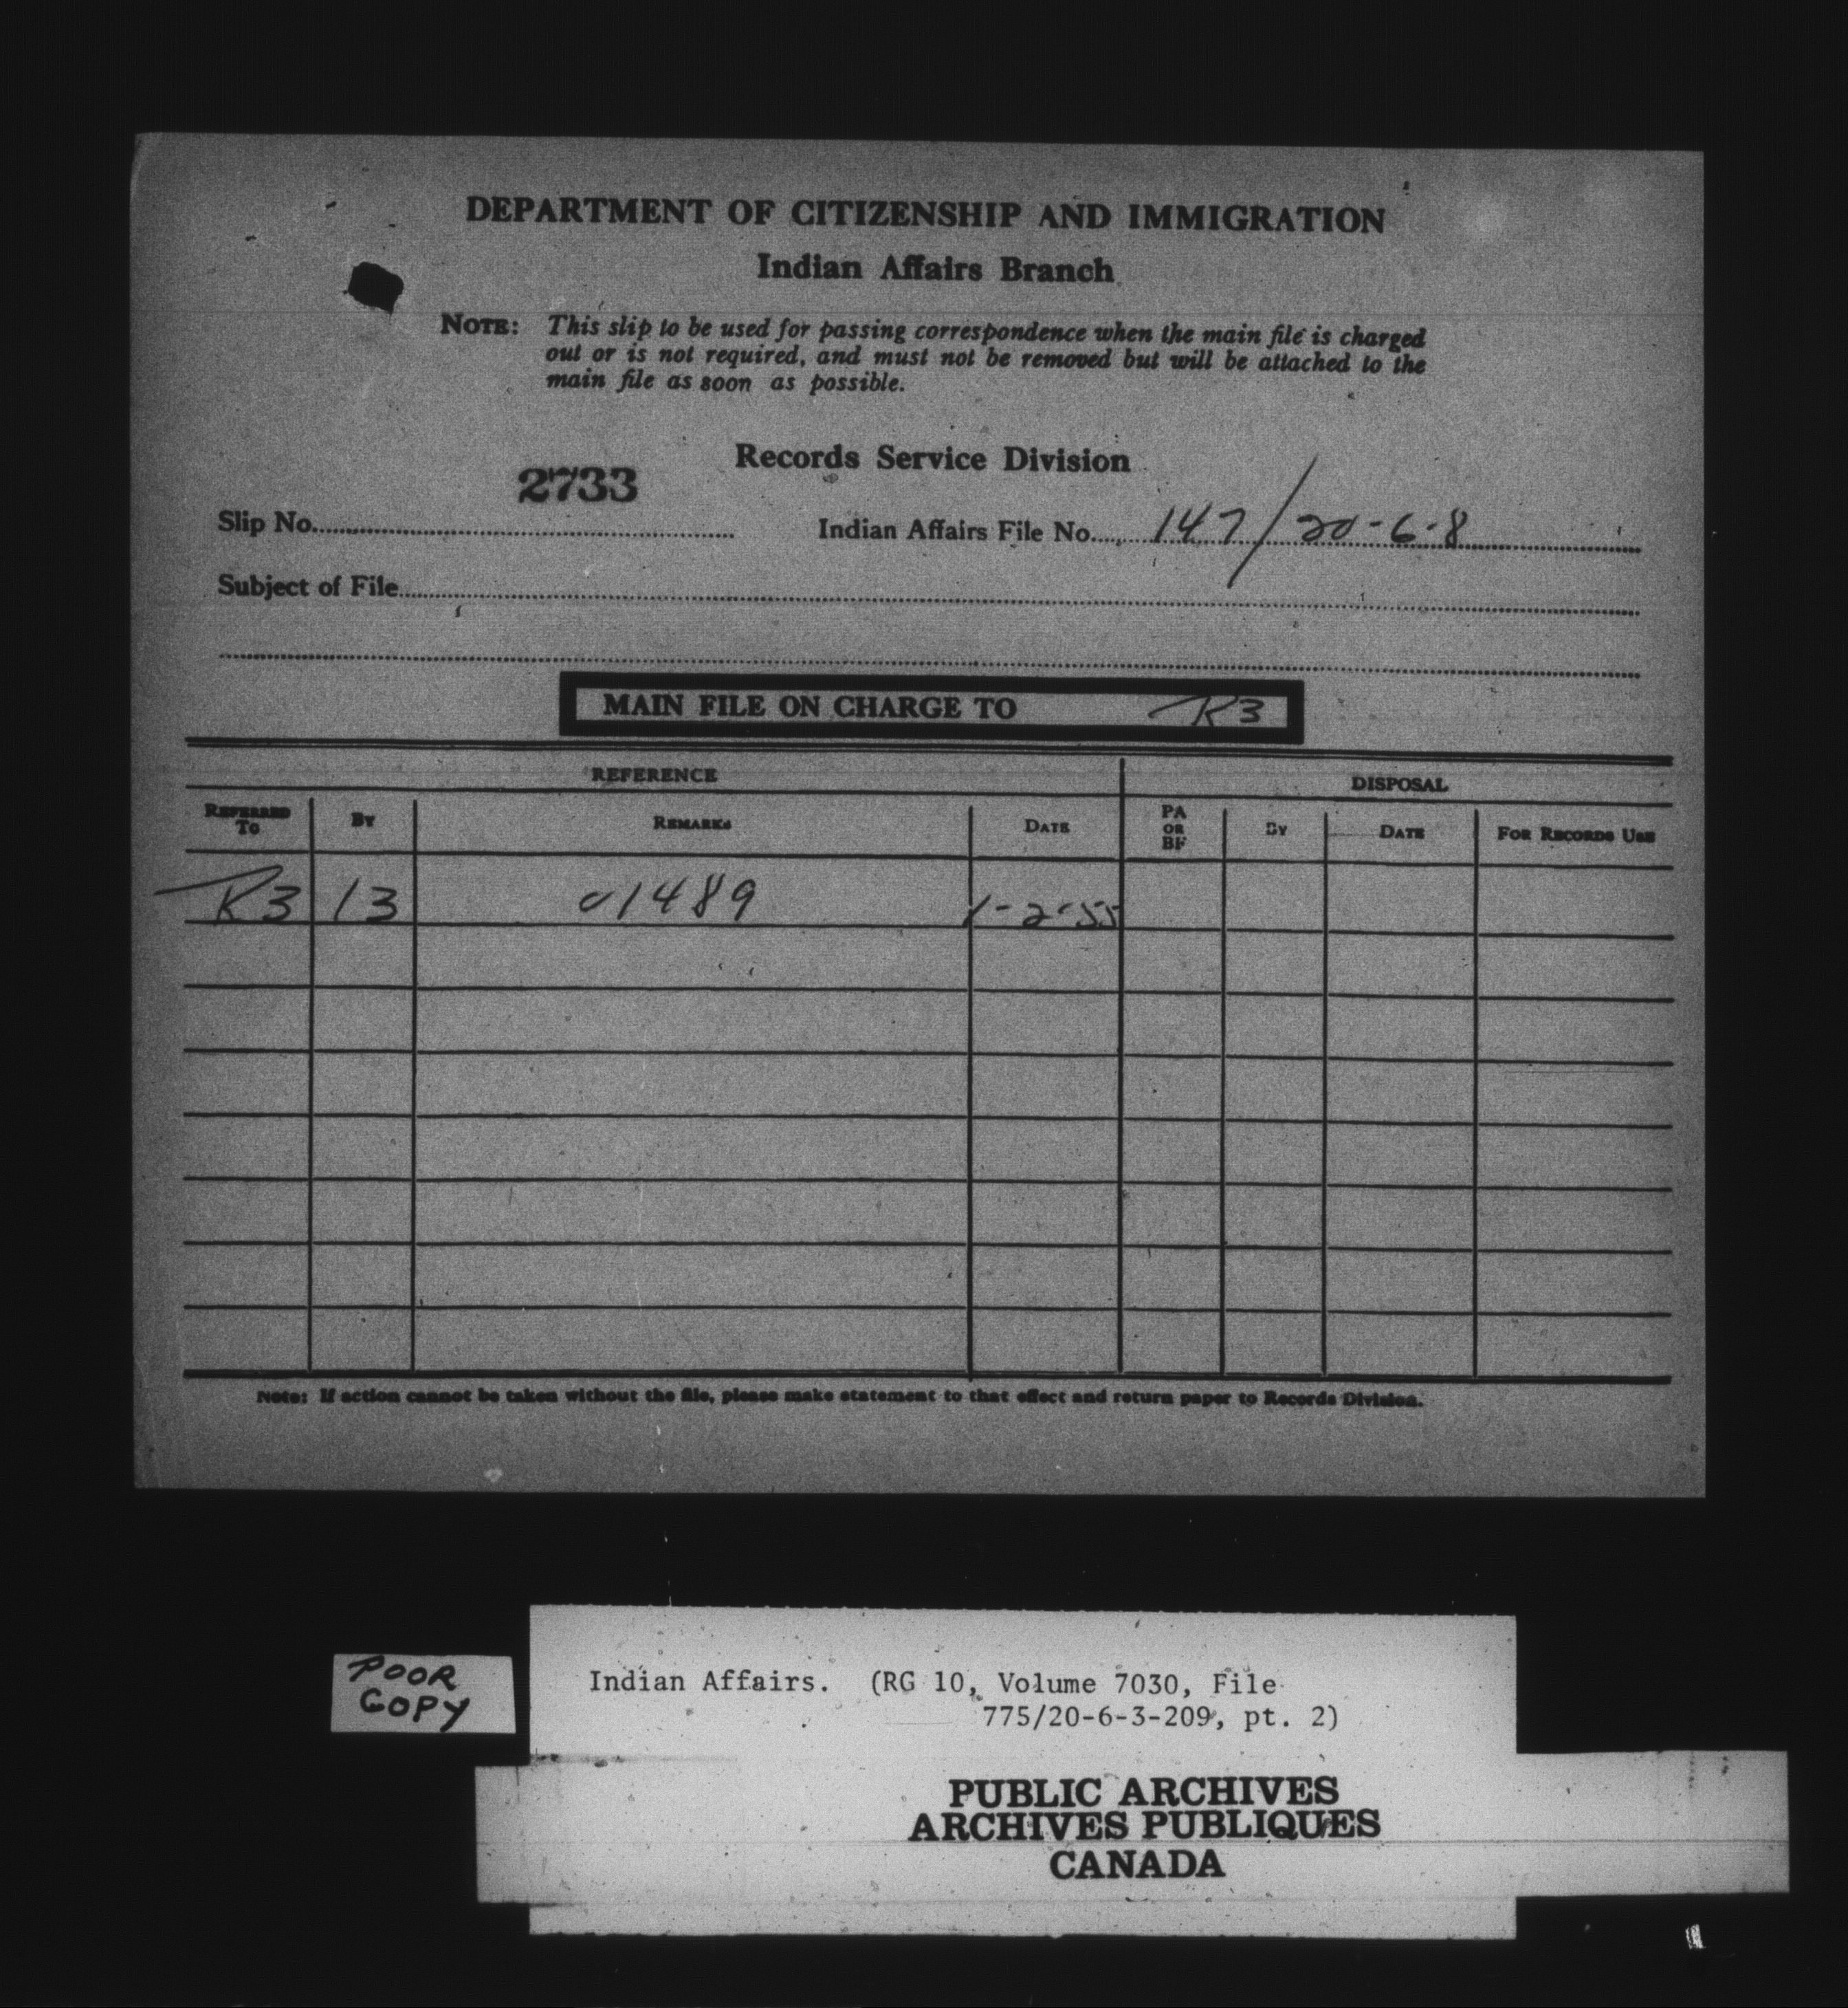 DEPARTMENT OF CITIZENSHIP AND IMMIGRATION
Indian Affairs Branch
NOTE: This slip to be used for passing correspondence when the main file is charged
out or is not required, and must not be removed but will be attached to the
main file as soon as possible.
Records Service Division
2733
Slip No. Indian Affairs File No. 147/20-6-8
Subject of File
MAIN FILE ON CHARGE TO R3
REFERENCE DISPOSAL
REFERRED TO BY REMARKS DATE PA OR BF BY DATE FOR RECORDS USE
R3 13 01489 1-2-55
Note: If action cannot be taken without the file, please make statement to that effect and return paper to Records Division.
POOR
COPY
Indian Affairs. (RG 10, Volume 7030, File
775/20-6-3-209, pt. 2)
PUBLIC ARCHIVES
ARCHIVES PUBLIQUES
CANADA